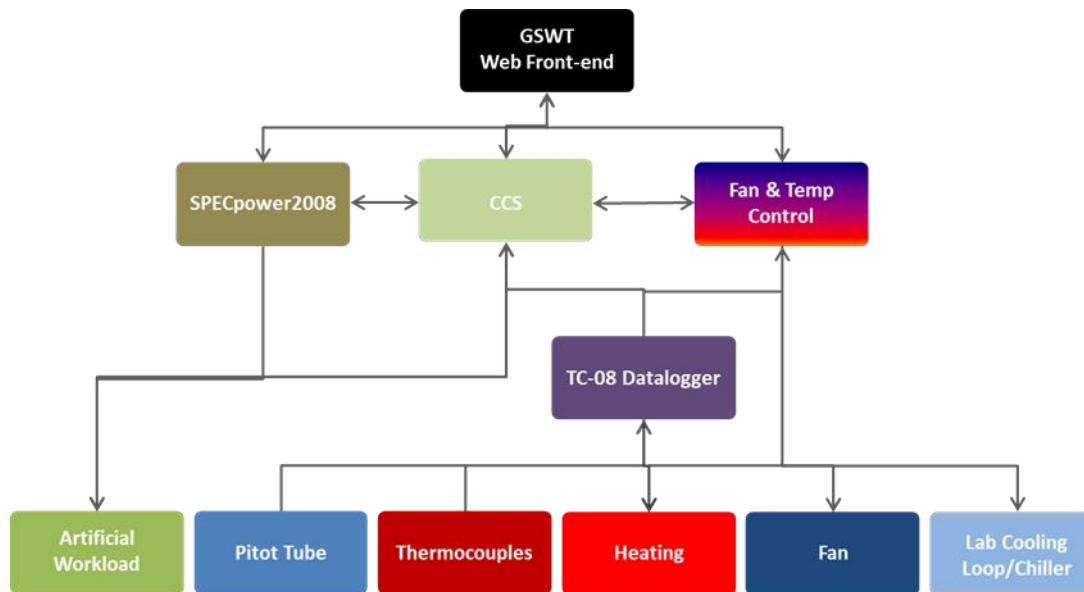 GSWT
Web Front-end
SPECpower2008
CCS
Fan & Temp
Control
TC-08 Datalogger
Artificial
Workload
Pitot Tube
Thermocouples
Heating
Fan
Lab Cooling
Loop/Chiller